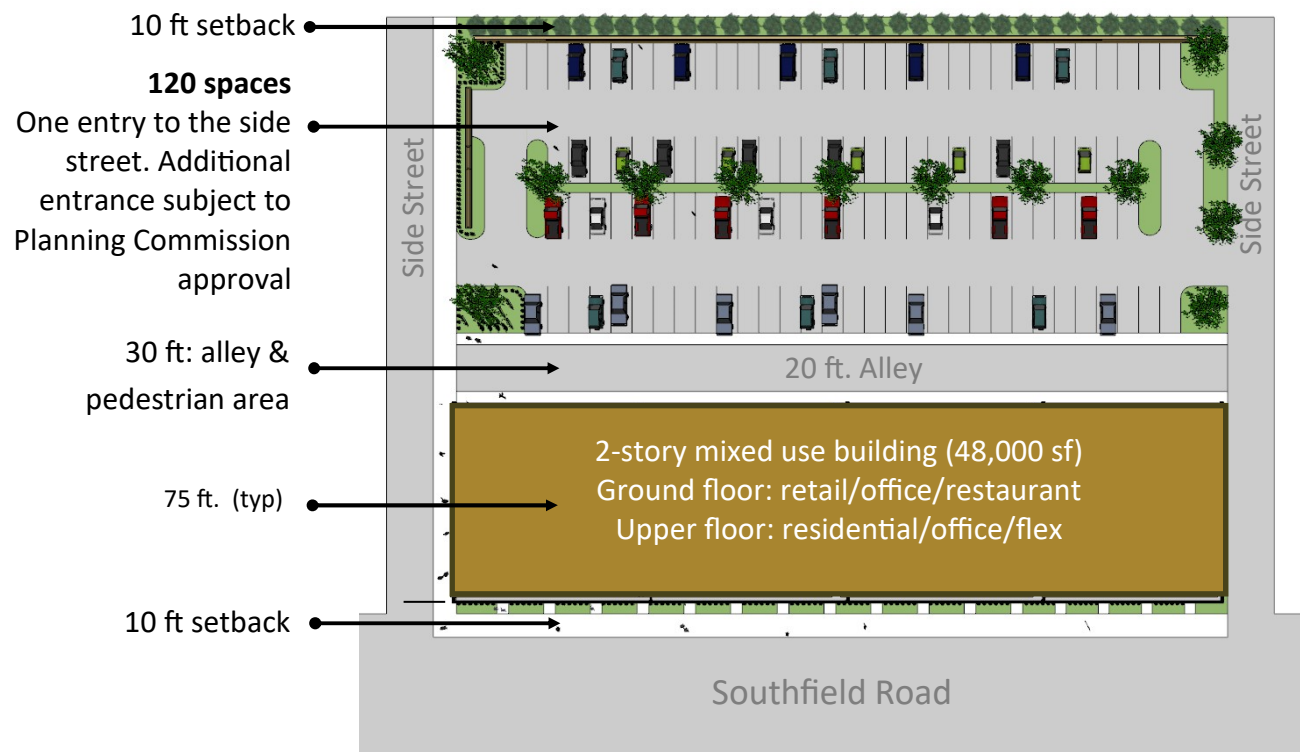 10 ft setback
120 spaces
One entry to the side
street. Additional
entrance subject to
Planning Commission
approval
30 ft: alley &
pedestrian area
75 ft. (typ)
10 ft setback
Side Street
Side Street
20 ft. Alley
2-story mixed use building (48,000 sf)
Ground floor: retail/office/restaurant
Upper floor: residential/office/flex
Southfield Road